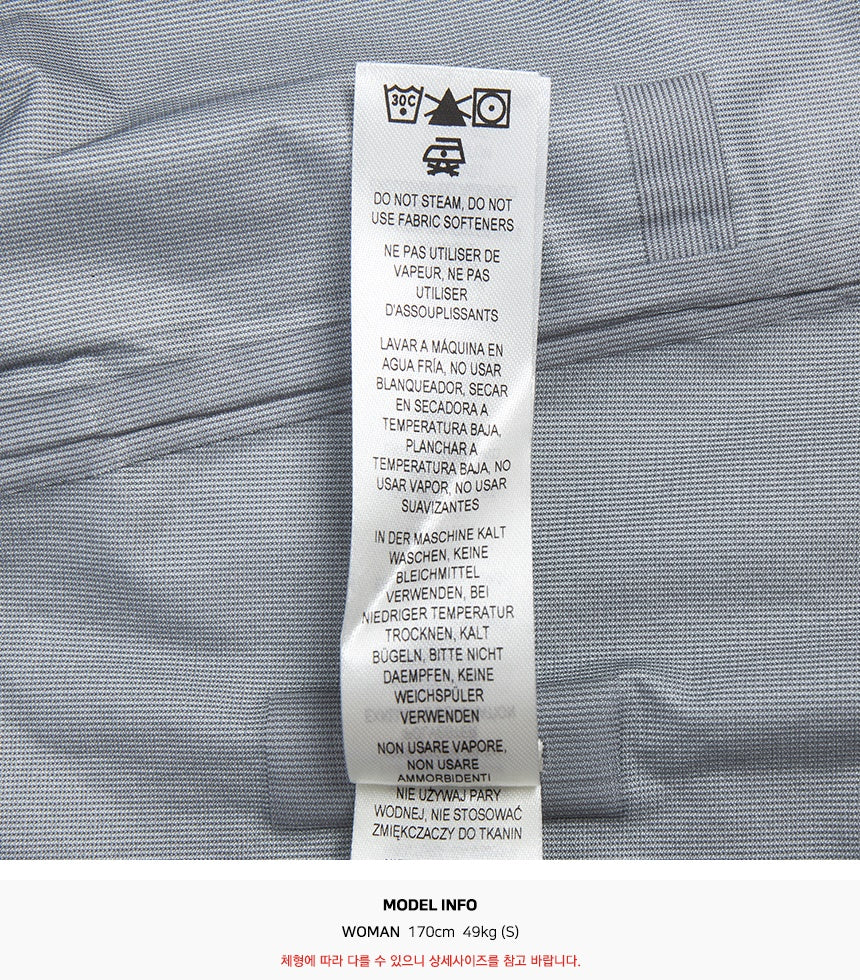 30C
DO NOT STEAM, DO NOT
USE FABRIC SOFTENERS
NE PAS UTILISER DE
VAPEUR, NE PAS
UTILISER
D'ASSOUPLISSANTS
LAVAR A MÁQUINA EN
AGUA FRÍA, NO USAR
BLANQUEADOR, SECAR
EN SECADORA A
TEMPERATURA BAJA,
PLANCHAR A
TEMPERATURA BAJA, NO
USAR VAPOR, NO USAR
SUAVIZANTES
IN DER MASCHINE KALT
WASCHEN, KEINE
BLEICHMITTEL
VERWENDEN, BEI
NIEDRIGER TEMPERATUR
TROCKNEN, KALT
BÜGELN, BITTE NICHT
DAEMPFEN, KEINE
WEICHSPÜLER
VERWENDEN
NON USARE VAPORE,
NON USARE
AMMORBIDENTI
NIE UŻYWAJ PARY
WODNEJ, NIE STOSOWAĆ
ZMIĘKCZACZY DO TKANIN
MODEL INFO
WOMAN 170cm 49kg (S)
체형에 따라 다를 수 있으니 상세사이즈를 참고 바랍니다.